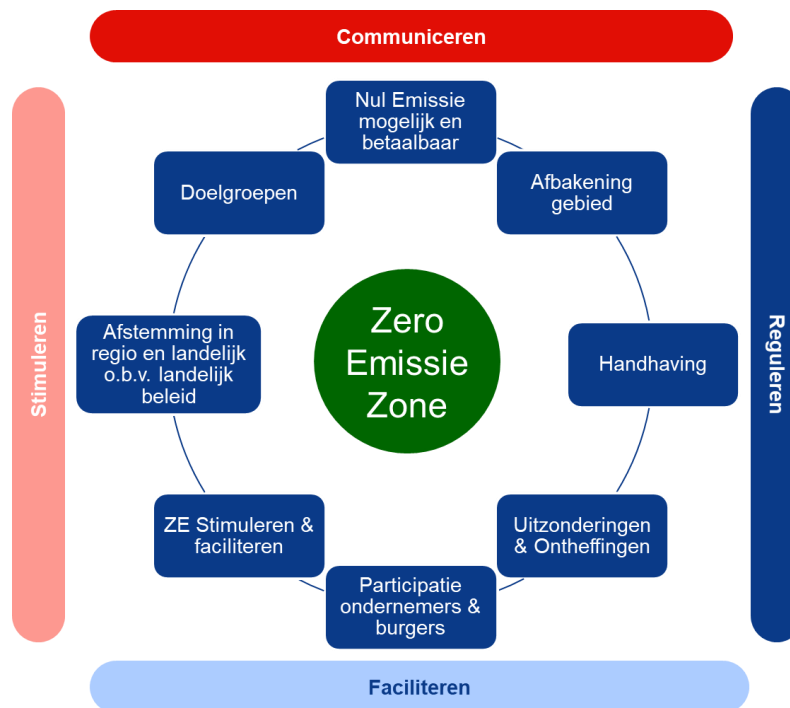 Communiceren
Nul Emissie
mogelijk en
betaalbaar
Doelgroepen
Afbakening
gebied
Stimuleren
Afstemming in
regio en landelijk
o.b.v. landelijk
beleid
Zero
Emissie
Zone
Handhaving
Reguleren
ZE Stimuleren &
faciliteren
Uitzonderingen
& Ontheffingen
Participatie
ondernemers &
burgers
Faciliteren